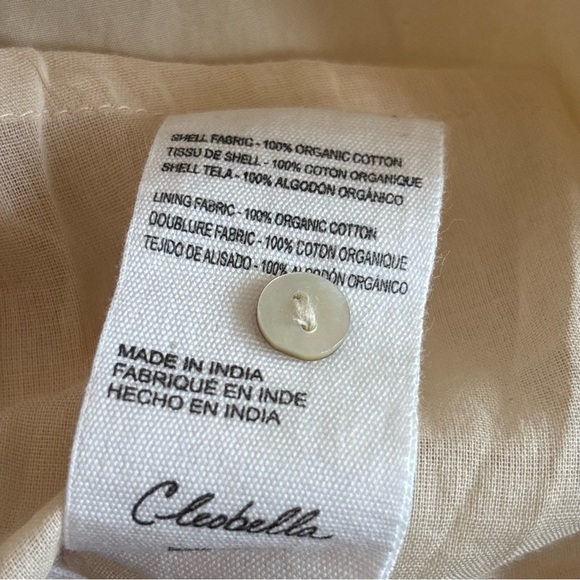 SHELL FABRIC - 100% ORGANIC COTTON
TISSU DE SHELL - 100% COTON ORGANIQUE
SHELL TELA - 100% ALGODÓN ORGÁNICO
LINING FABRIC - 100% ORGANIC COTTON
DOUBLURE FABRIC - 100% COTON ORGANIQUE
TEJIDO DE ALISADO - 100% ALGODÓN ORGÁNICO
MADE IN INDIA
FABRIQUÉ EN INDE
HECHO EN INDIA
Cleobella